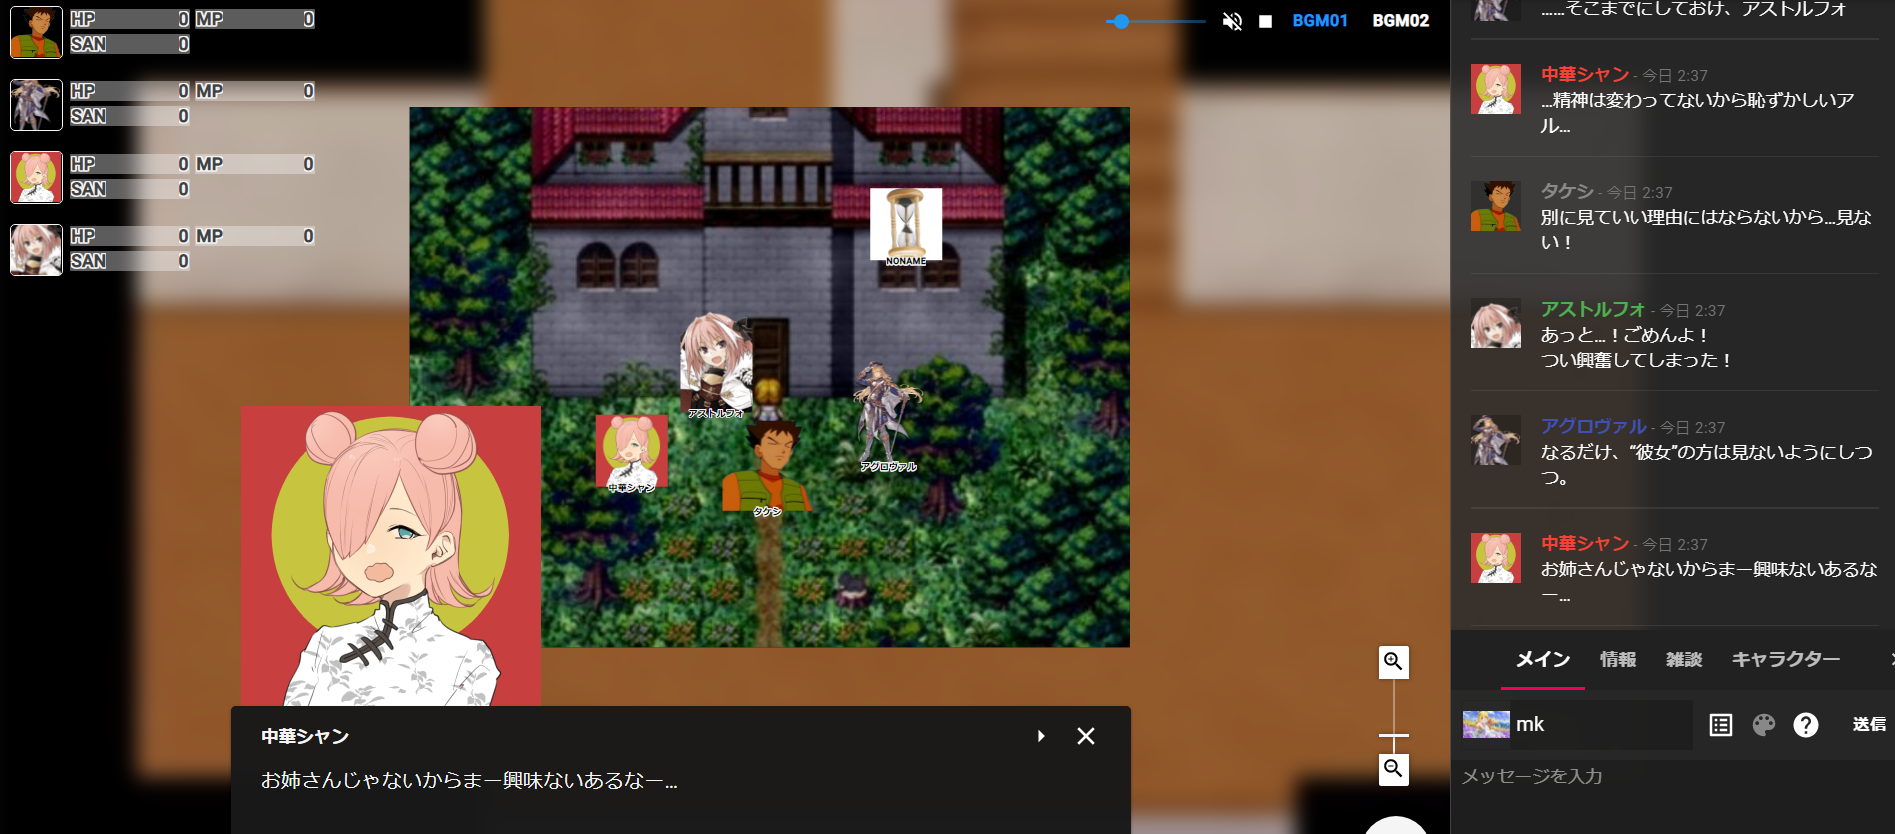 HP 0 MP 0
SAN 0
HP 0 MP 0
SAN 0
HP 0 MP 0
SAN 0
HP 0 MP 0
SAN 0
BGM01 BGM02
NONAME
アストルフォ
アグロヴァル
中華シャン
タケシ
中華シャン
お姉さんじゃないからまー興味ないあるなー...
……そこまでにしておけ、アストルフォ
中華シャン - 今日 2:37
...精神は変わってないから恥ずかしいア
ル...
タケシ - 今日 2:37
別に見ていい理由にはならないから...見な
い！
アストルフォ - 今日 2:37
あっと...！ごめんよ！
つい興奮してしまった！
アグロヴァル - 今日 2:37
なるだけ、“彼女”の方は見ないようにしつ
つ。
中華シャン - 今日 2:37
お姉さんじゃないからまー興味ないあるな
ー...
メイン 情報 雑談 キャラクター
mk 送信
メッセージを入力